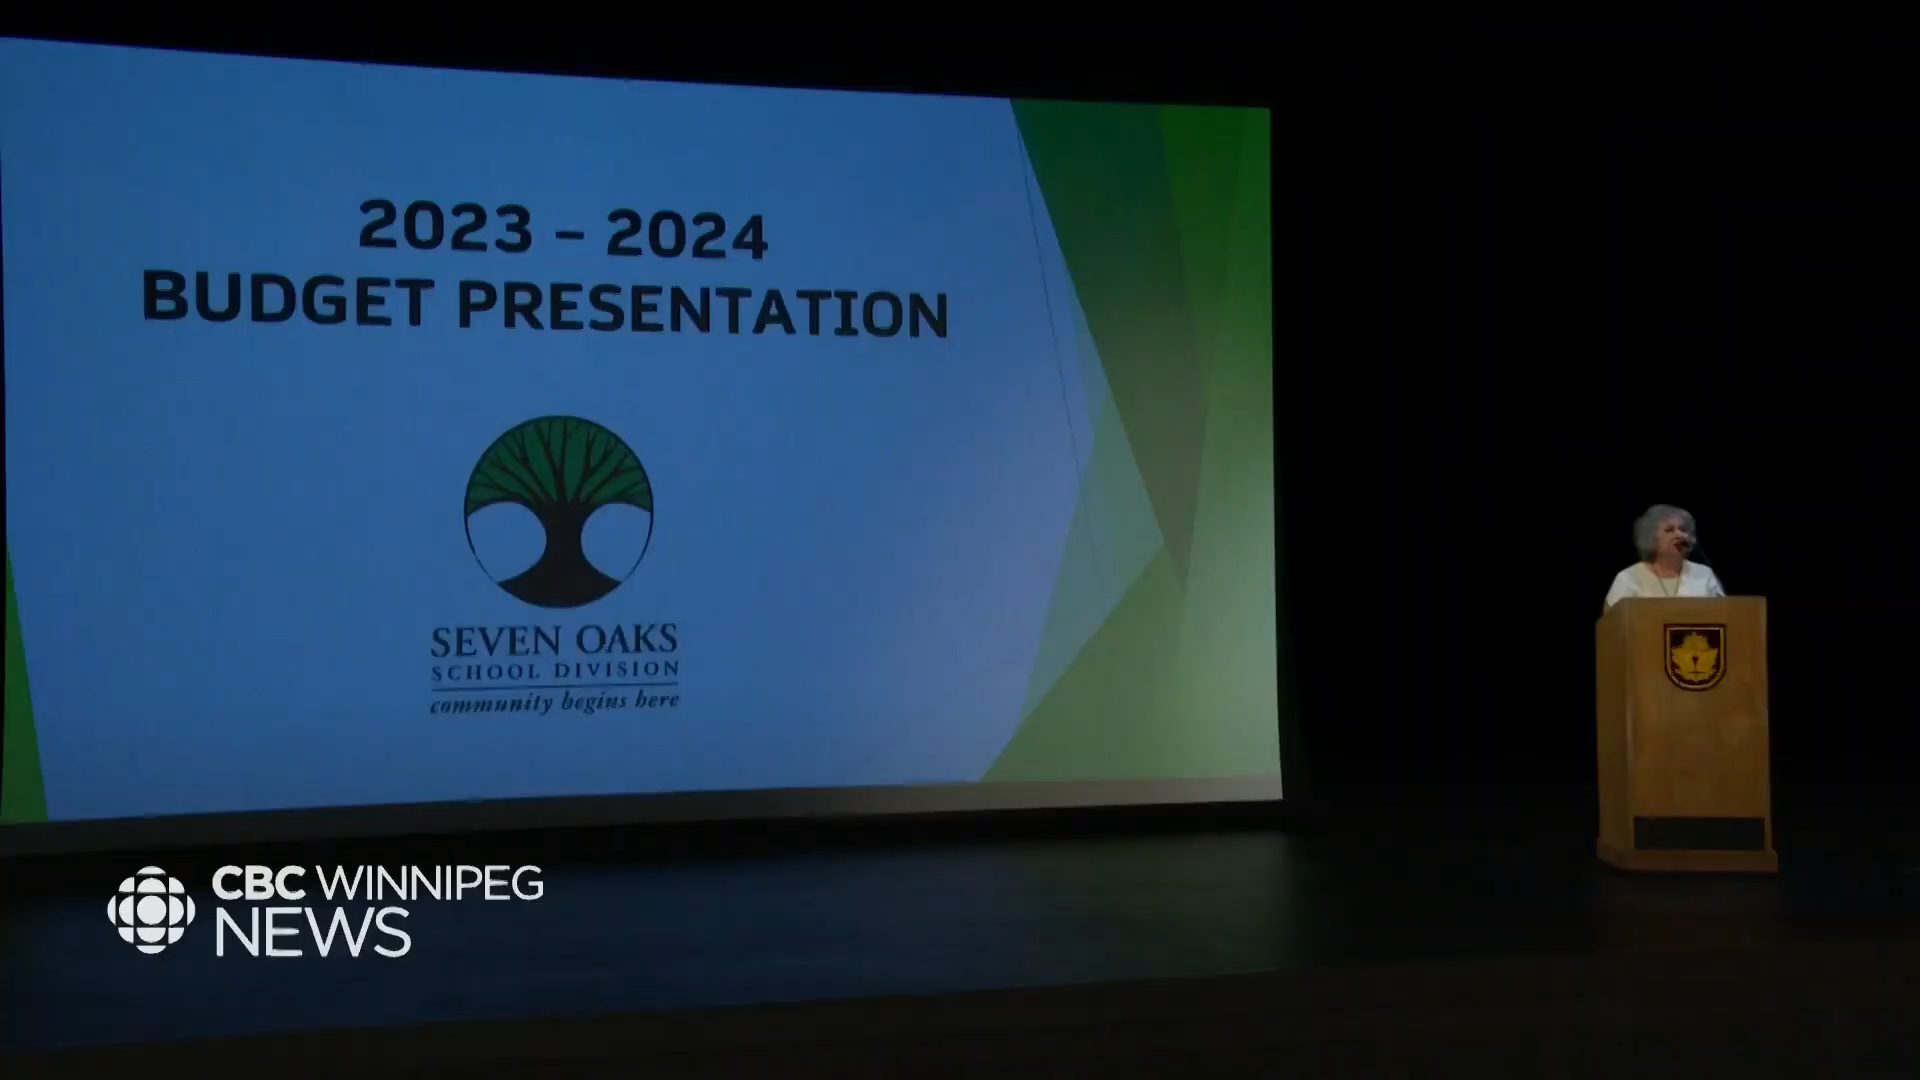 2023 – 2024
BUDGET PRESENTATION
SEVEN OAKS
SCHOOL DIVISION
community begins here
CBC WINNIPEG
NEWS